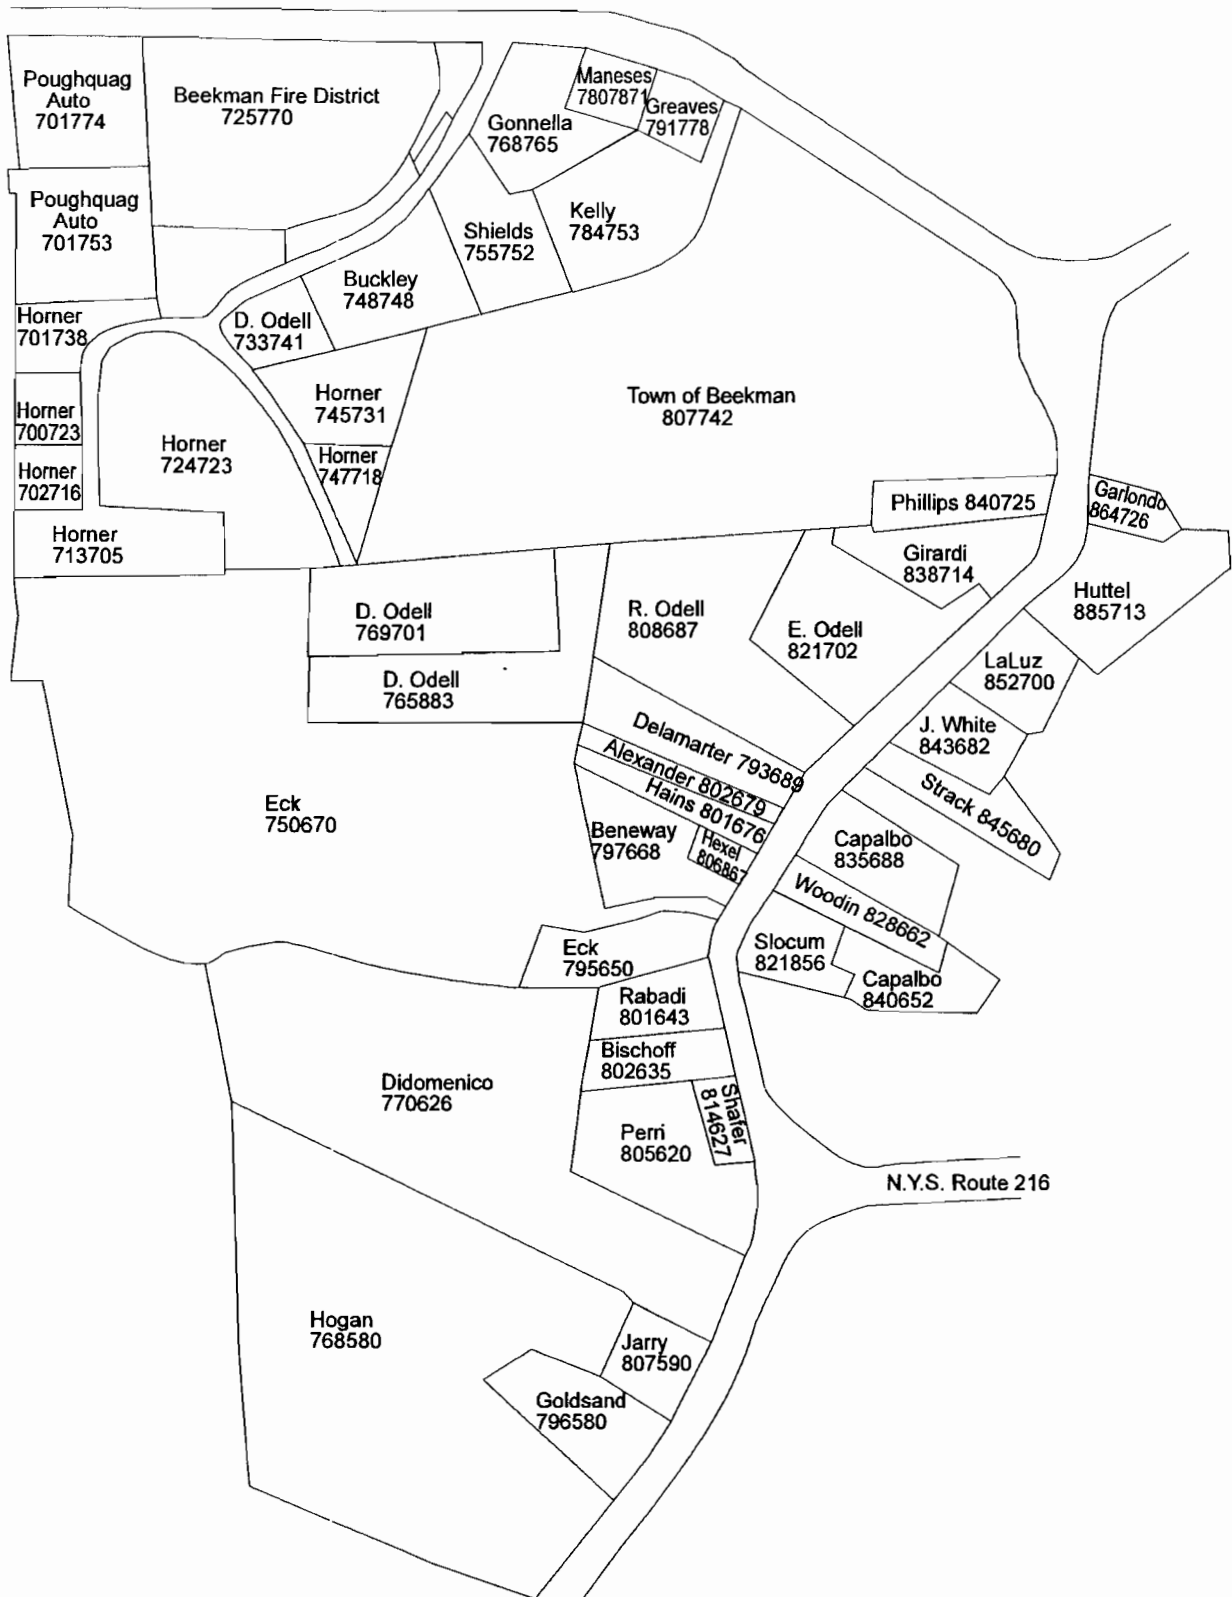 Poughquag
Auto
701774
Beekman Fire District
725770
Maneses
7807871
Greaves
791778
Gonnella
768765
Poughquag
Auto
701753
Kelly
784753
Shields
755752
Buckley
748748
Horner
701738
D. Odell
733741
Horner
745731
Town of Beekman
807742
Horner
700723
Horner
724723
Horner
747718
Horner
702716
Phillips 840725
Garlondo
864726
Horner
713705
Girardi
838714
Huttel
885713
D. Odell
769701
R. Odell
808687
E. Odell
821702
LaLuz
852700
D. Odell
765883
J. White
843682
Delamarter 793689
Alexander 802679
Hains 801676
Strack 845680
Eck
750670
Beneway
797668
Hexel
806867
Capalbo
835688
Woodin 828662
Slocum
821856
Capalbo
840652
Eck
795650
Rabadi
801643
Bischoff
802635
Didomenico
770626
Shafer
814627
Perri
805620
N.Y.S. Route 216
Hogan
768580
Jarry
807590
Goldsand
796580